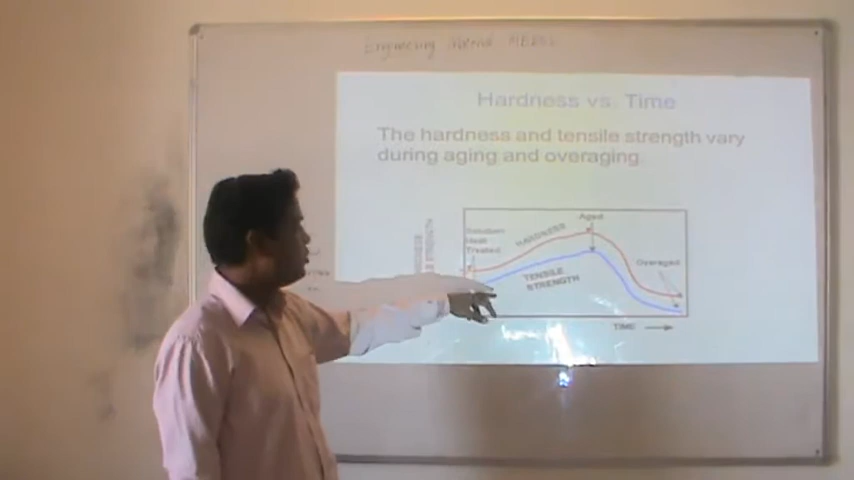 Engineering
Hardness vs. Time
The hardness and tensile strength vary
during aging and overaging.
Aged
Solution
Heat
Treated
HARDNESS
STRENGTH
Overaged
TENSILE
STRENGTH
TIME